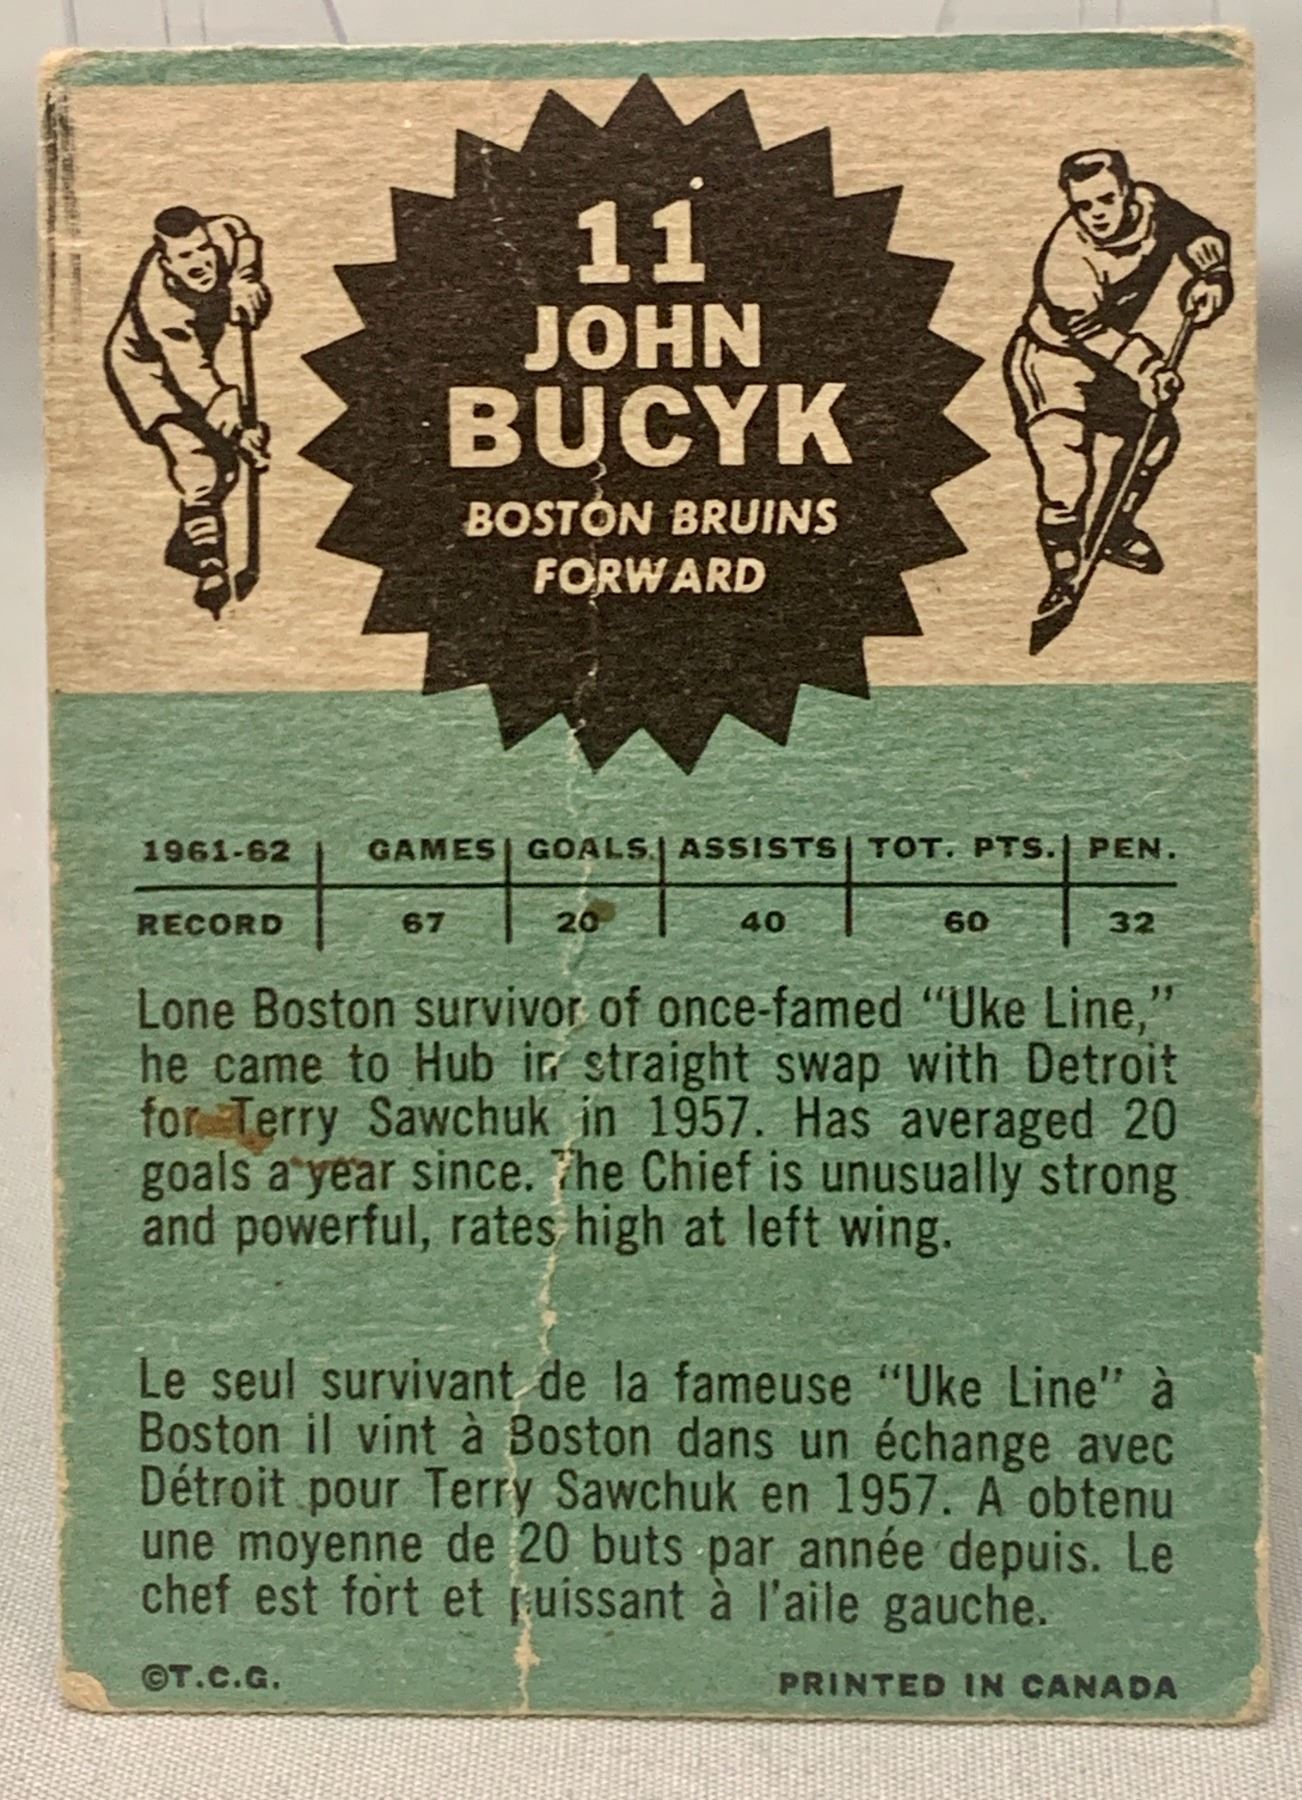 11
JOHN
BUCYK
BOSTON BRUINS
FORWARD
1961-62 GAMES GOALS ASSISTS TOT. PTS. PEN.
RECORD 67 20 40 60 32
Lone Boston survivor of once-famed "Uke Line,"
he came to Hub in straight swap with Detroit
for Terry Sawchuk in 1957. Has averaged 20
goals a year since. The Chief is unusually strong
and powerful, rates high at left wing.
Le seul survivant de la fameuse "Uke Line" à
Boston il vint à Boston dans un échange avec
Détroit pour Terry Sawchuk en 1957. A obtenu
une moyenne de 20 buts par année depuis. Le
chef est fort et puissant à l'aile gauche.
©T.C.G. PRINTED IN CANADA